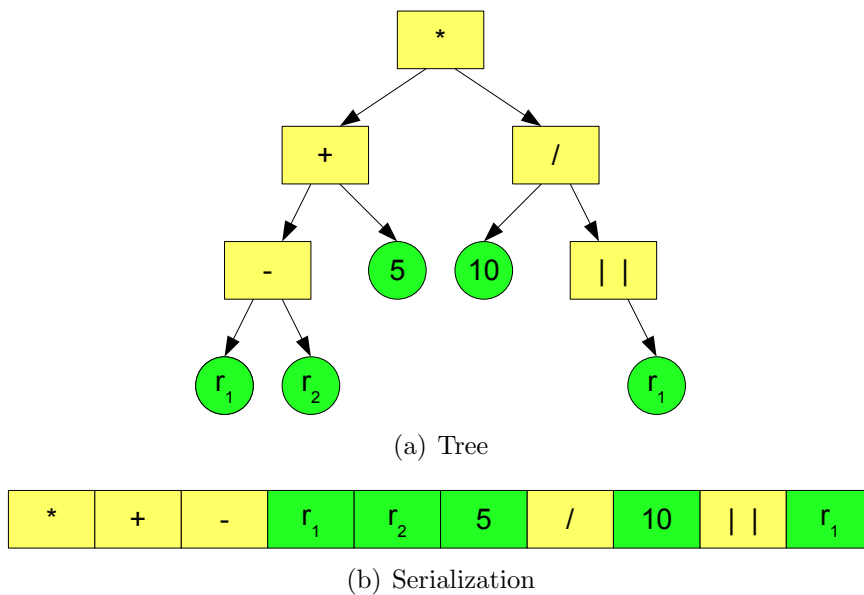 *
+ /
- 5 10 | |
r₁ r₂ r₁
(a) Tree
* + - r₁ r₂ 5 / 10 | | r₁
(b) Serialization